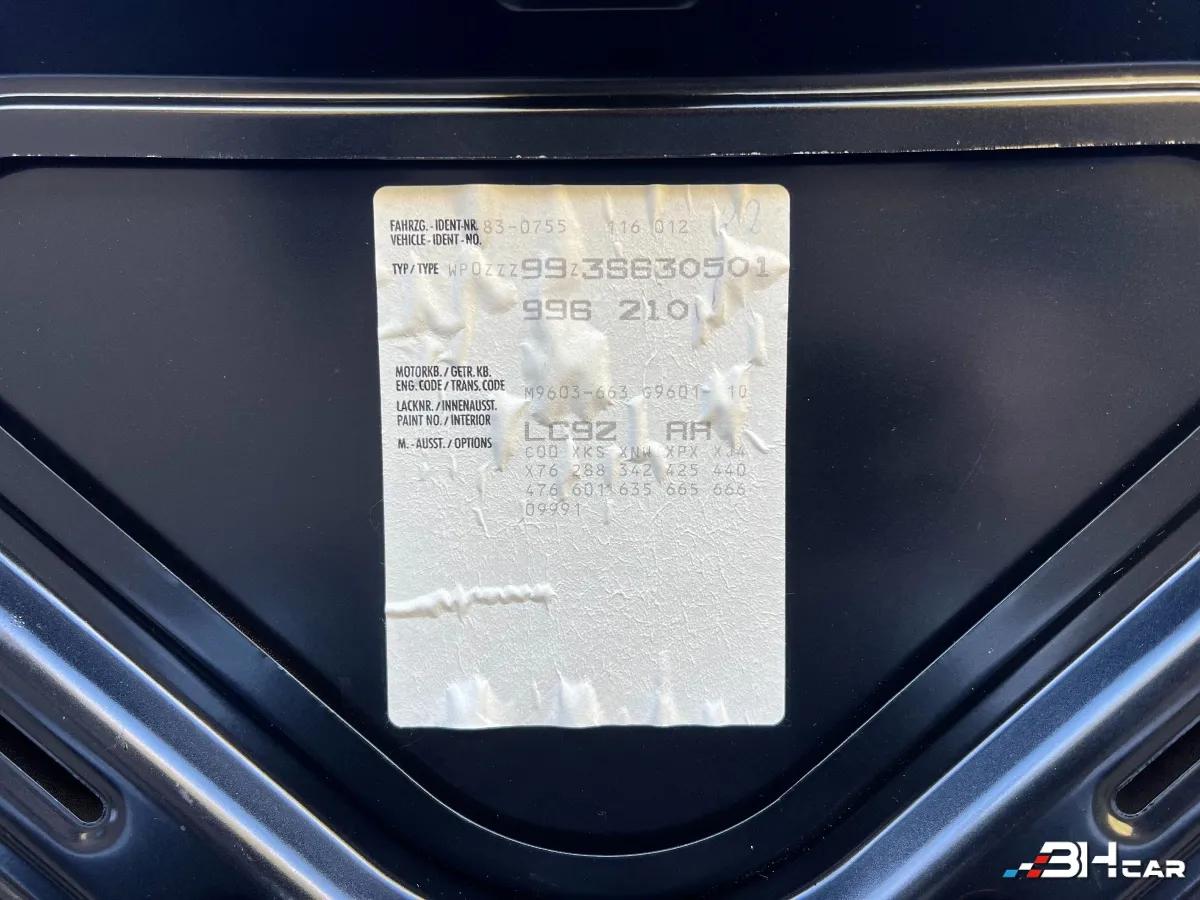 FAHRZG.-IDENT-NR. 83-0755 116 012
VEHICLE-IDENT-NO.
TYP/TYPE WP0ZZZ99Z3S630501
996 210
MOTORKB./GETR.KB.
ENG.CODE/TRANS.CODE M9603-663 G9601- 10
LACKNR./INNENAUSST.
PAINT NO./INTERIOR LC9Z AA
M.-AUSST./OPTIONS C00 XKS XNW XPX XJ4
X76 288 342 425 440
476 601 635 665 666
09991
3HCAR